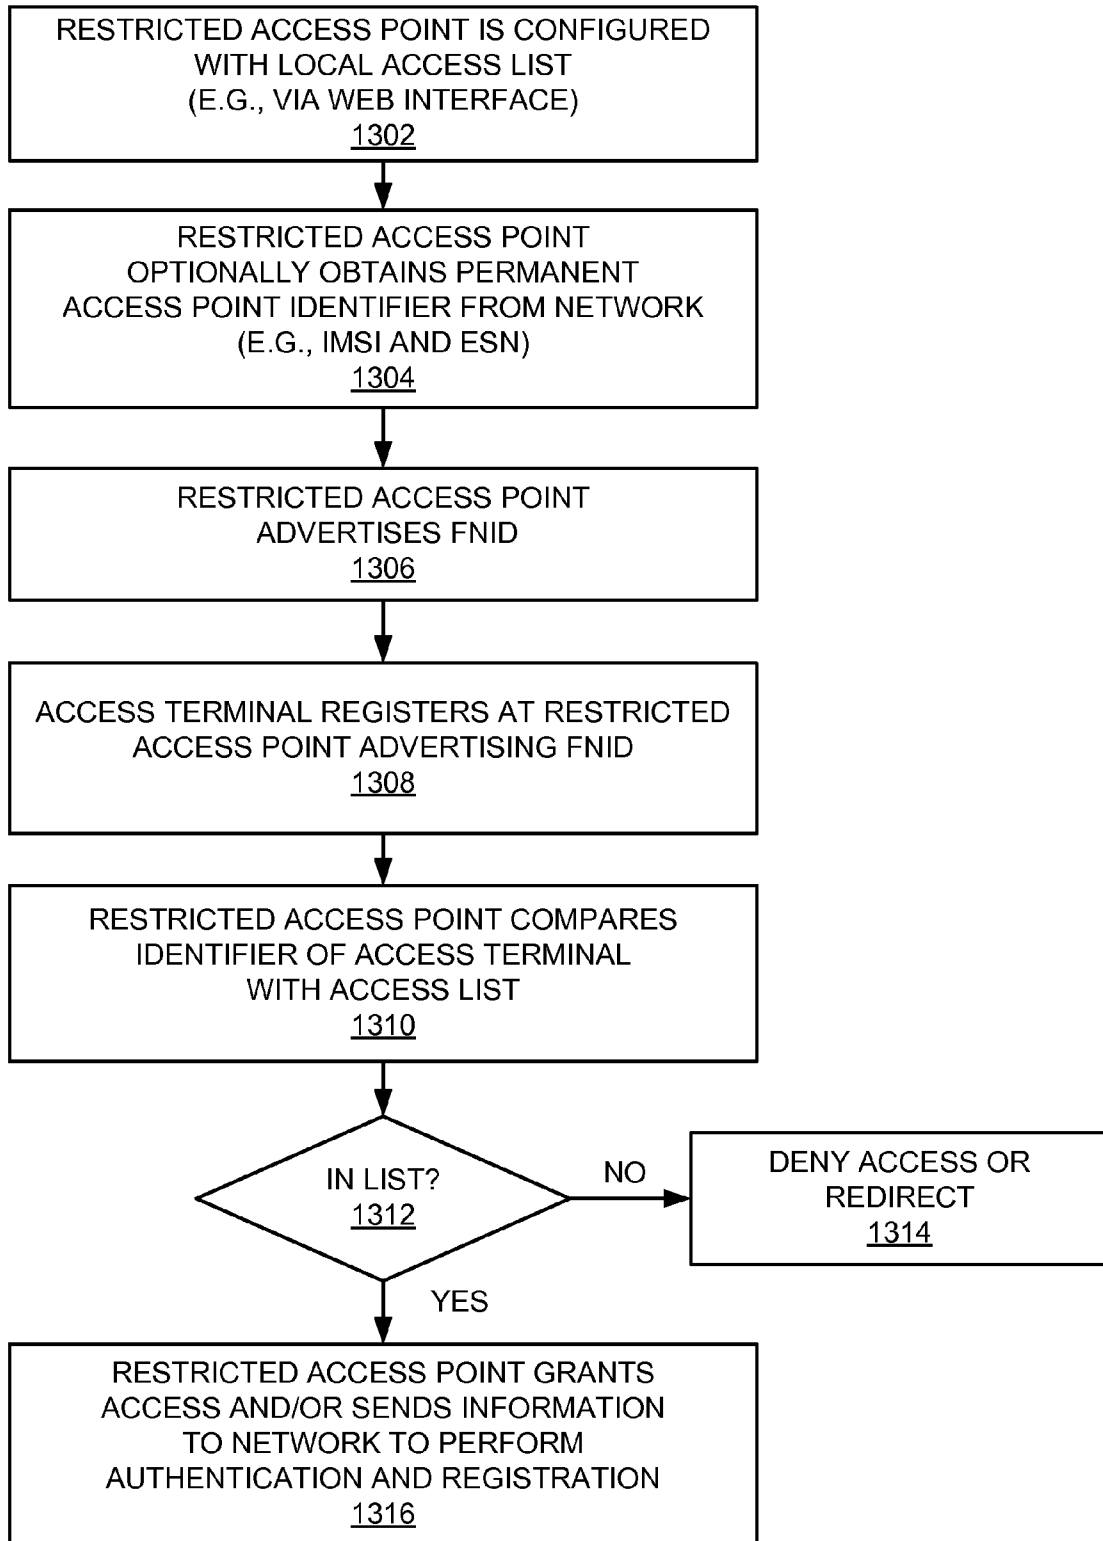 RESTRICTED ACCESS POINT IS CONFIGURED
WITH LOCAL ACCESS LIST
(E.G., VIA WEB INTERFACE)
1302
RESTRICTED ACCESS POINT
OPTIONALLY OBTAINS PERMANENT
ACCESS POINT IDENTIFIER FROM NETWORK
(E.G., IMSI AND ESN)
1304
RESTRICTED ACCESS POINT
ADVERTISES FNID
1306
ACCESS TERMINAL REGISTERS AT RESTRICTED
ACCESS POINT ADVERTISING FNID
1308
RESTRICTED ACCESS POINT COMPARES
IDENTIFIER OF ACCESS TERMINAL
WITH ACCESS LIST
1310
IN LIST?
1312
NO
DENY ACCESS OR
REDIRECT
1314
YES
RESTRICTED ACCESS POINT GRANTS
ACCESS AND/OR SENDS INFORMATION
TO NETWORK TO PERFORM
AUTHENTICATION AND REGISTRATION
1316